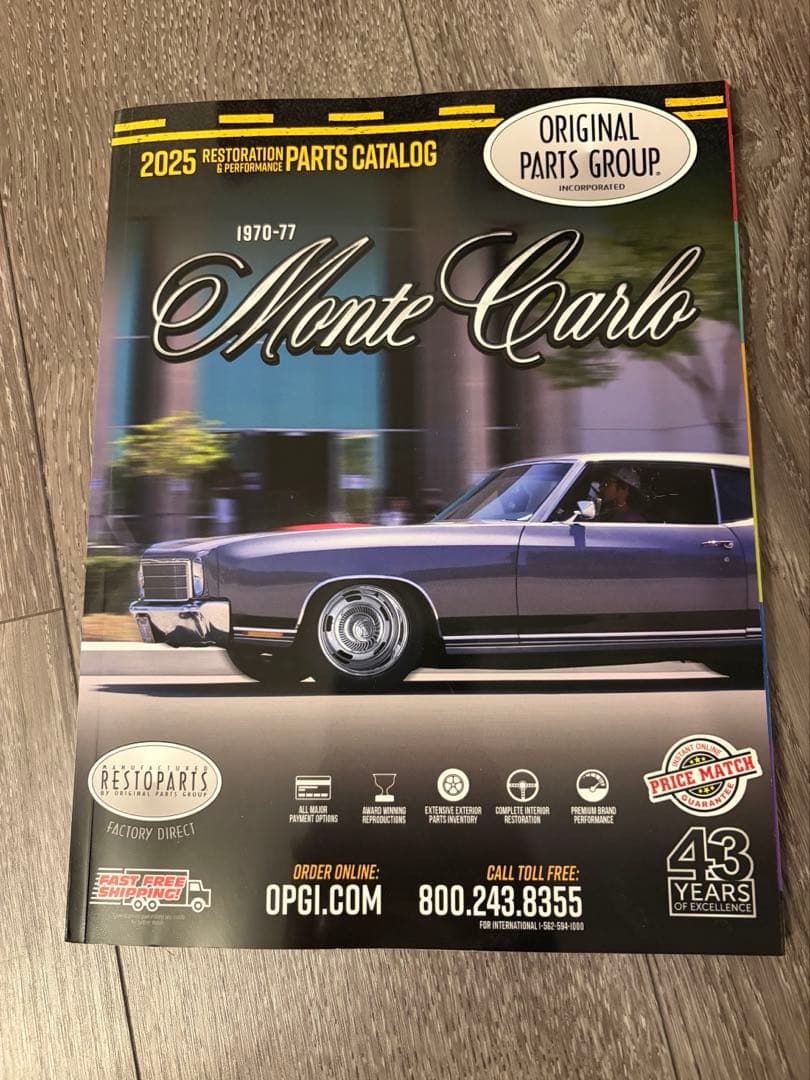 2025 RESTORATION & PERFORMANCE PARTS CATALOG
ORIGINAL
PARTS GROUP®
INCORPORATED
1970-77
Monte Carlo
MANUFACTURED
RESTOPARTS
BY ORIGINAL PARTS GROUP
FACTORY DIRECT
ALL MAJOR
PAYMENT OPTIONS
AWARD WINNING
REPRODUCTIONS
EXTENSIVE EXTERIOR
PARTS INVENTORY
COMPLETE INTERIOR
RESTORATION
PREMIUM BRAND
PERFORMANCE
INSTANT ONLINE
PRICE MATCH
GUARANTEE
FAST FREE
SHIPPING!
ORDER ONLINE:
OPGI.COM
CALL TOLL FREE:
800.243.8355
FOR INTERNATIONAL 1-562-594-1000
43
YEARS
OF EXCELLENCE